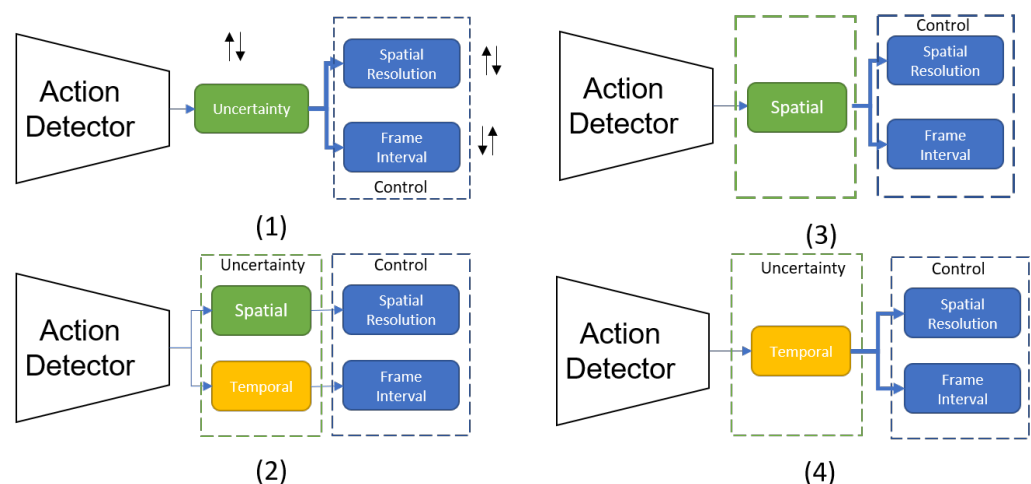 Action
Detector
Uncertainty
Spatial
Resolution
Frame
Interval
Control
(1)
Action
Detector
Uncertainty
Spatial
Temporal
Control
Spatial
Resolution
Frame
Interval
(2)
Action
Detector
Spatial
Control
Spatial
Resolution
Frame
Interval
(3)
Action
Detector
Uncertainty
Temporal
Control
Spatial
Resolution
Frame
Interval
(4)